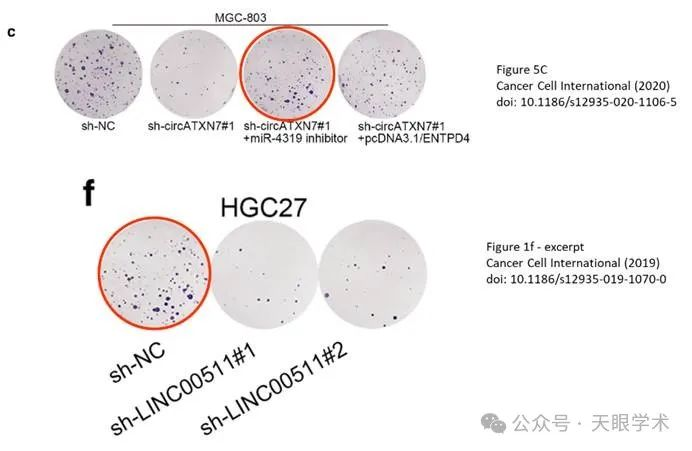 MGC-803
c
sh-NC
sh-circATXN7#1
sh-circATXN7#1
+miR-4319 inhibitor
sh-circATXN7#1
+pcDNA3.1/ENTPD4
Figure 5C
Cancer Cell International (2020)
doi: 10.1186/s12935-020-1106-5
f
HGC27
sh-NC
sh-LINC00511#1
sh-LINC00511#2
Figure 1f - excerpt
Cancer Cell International (2019)
doi: 10.1186/s12935-019-1070-0
公众号 · 天眼学术